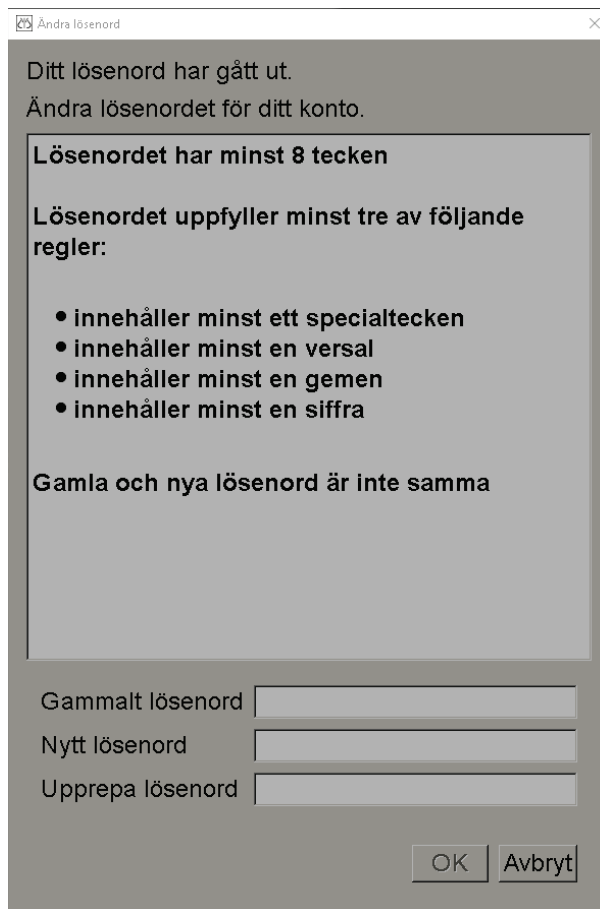 Ändra lösenord
Ditt lösenord har gått ut.
Ändra lösenordet för ditt konto.
Lösenordet har minst 8 tecken
Lösenordet uppfyller minst tre av följande
regler:
• innehåller minst ett specialtecken
• innehåller minst en versal
• innehåller minst en gemen
• innehåller minst en siffra
Gamla och nya lösenord är inte samma
Gammalt lösenord
Nytt lösenord
Upprepa lösenord
OK Avbryt